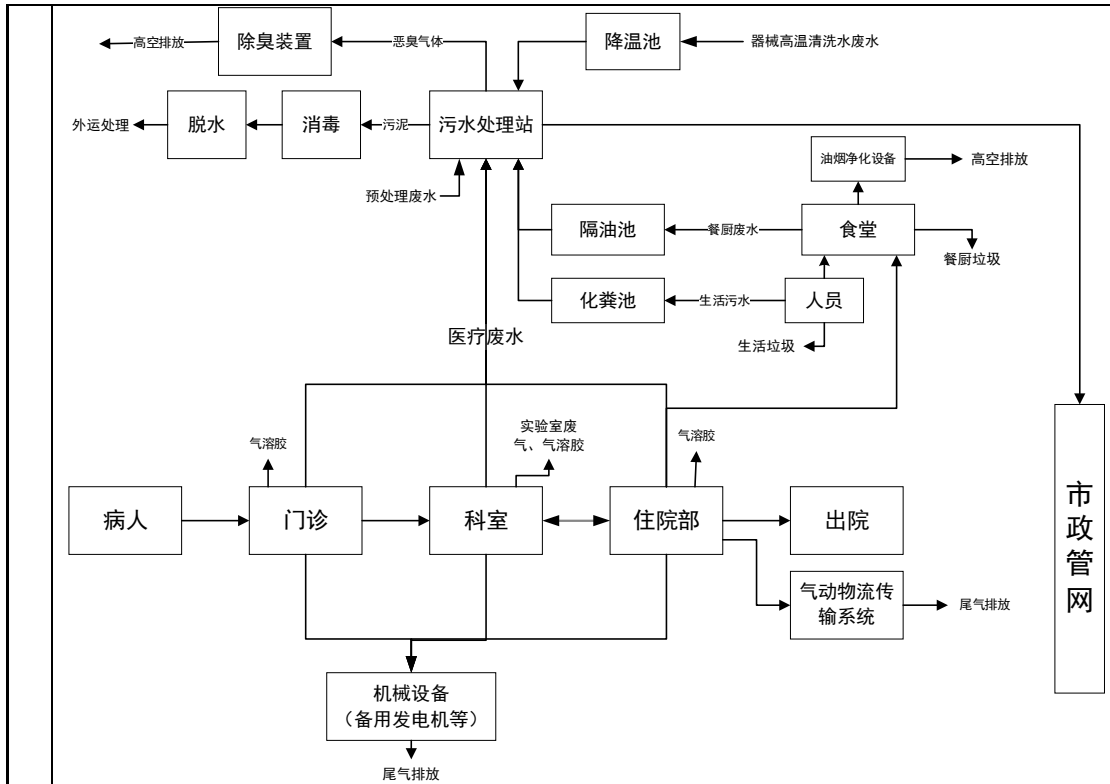 高空排放
除臭装置
恶臭气体
降温池
器械高温清洗水废水
外运处理
脱水
消毒
污泥
污水处理站
油烟净化设备
高空排放
预处理废水
隔油池
餐厨废水
食堂
餐厨垃圾
化粪池
生活污水
人员
生活垃圾
医疗废水
气溶胶
实验室废
气、气溶胶
气溶胶
病人
门诊
科室
住院部
出院
市政管网
气动物流传
输系统
尾气排放
机械设备
（备用发电机等）
尾气排放